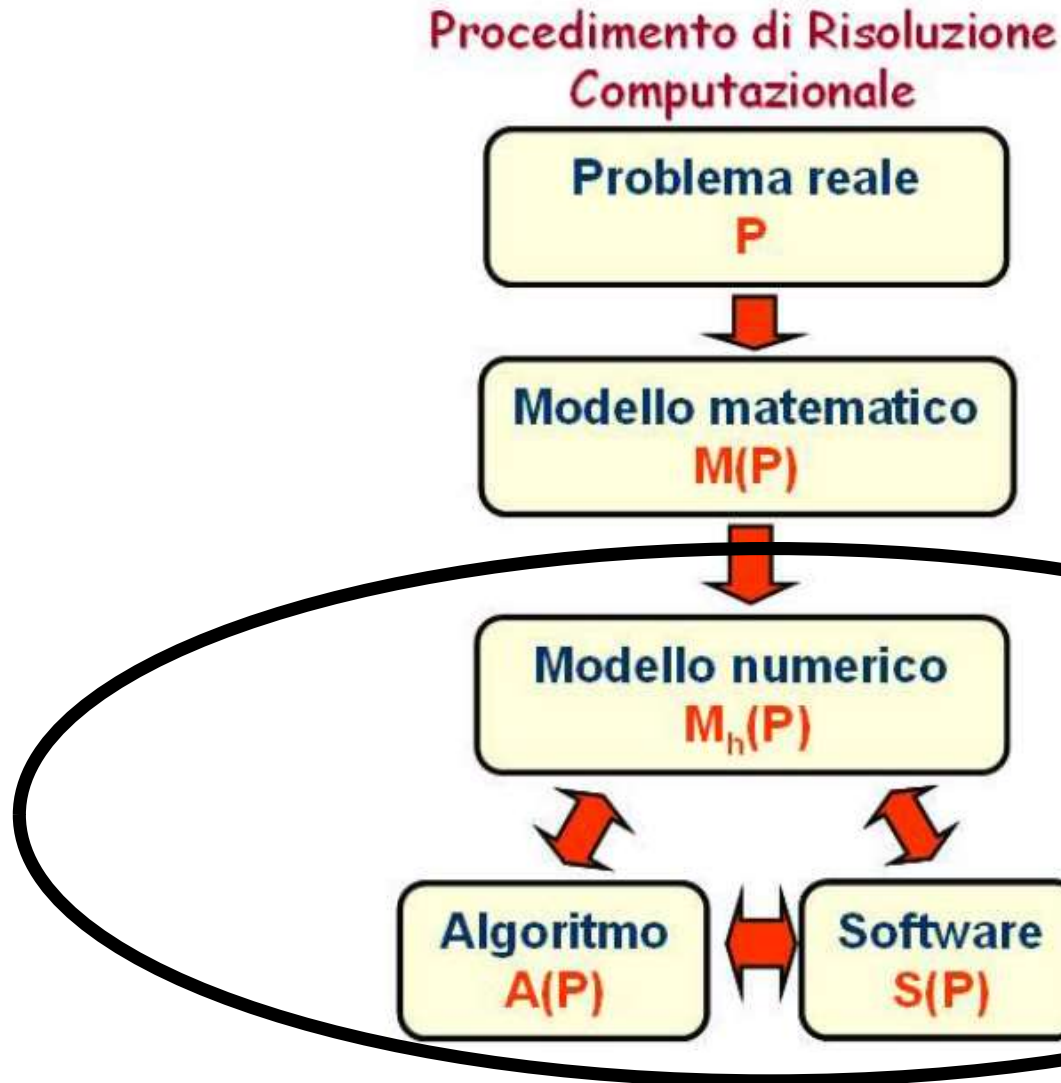 Procedimento di Risoluzione
Computazionale
Problema reale
P
Modello matematico
M(P)
Modello numerico
Mₕ(P)
Algoritmo
A(P)
Software
S(P)